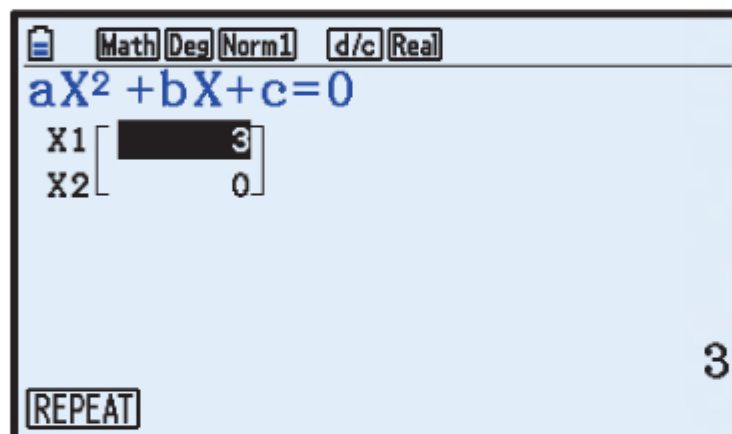 Math Deg Norm1 d/c Real
aX² +bX+c=0
X1 3
X2 0
3
REPEAT